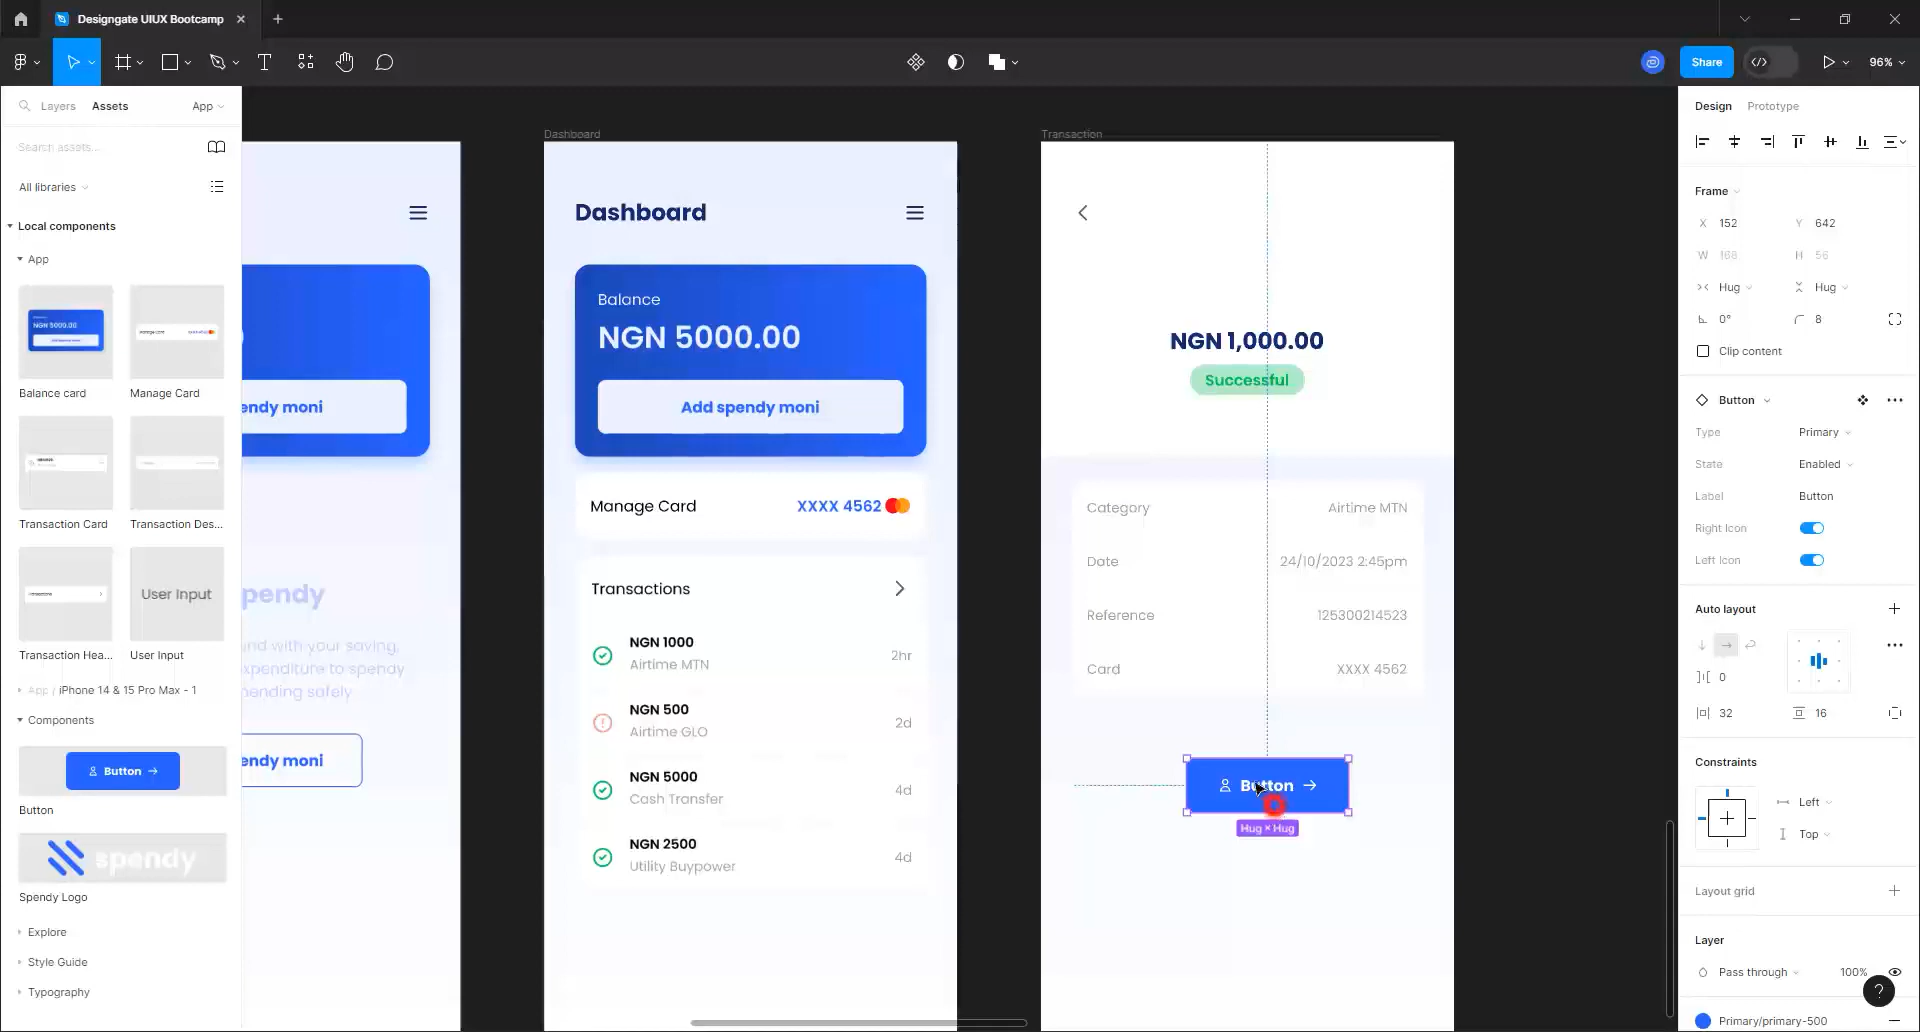 Designgate UIUX Bootcamp
Share
96%
Layers
Assets
App
Search assets...
All libraries
Local components
App
NGN 5000.00
Balance card
Manage Card
Transaction Card
Transaction Des...
User Input
Transaction Hea...
User Input
App / iPhone 14 & 15 Pro Max - 1
Components
Button
Button
spendy
Spendy Logo
Explore
Style Guide
Typography
endy moni
pendy
nd with your saving,
xpenditure to spendy
pending safely
endy moni
Dashboard
Dashboard
Balance
NGN 5000.00
Add spendy moni
Manage Card
XXXX 4562
Transactions
NGN 1000
Airtime MTN
2hr
NGN 500
Airtime GLO
2d
NGN 5000
Cash Transfer
4d
NGN 2500
Utility Buypower
4d
Transaction
NGN 1,000.00
Successful
Category
Airtime MTN
Date
24/10/2023 2:45pm
Reference
125300214523
Card
XXXX 4562
Button
Hug × Hug
Design
Prototype
Frame
X 152
Y 642
W 168
H 56
Hug
Hug
0°
8
Clip content
Button
Type
Primary
State
Enabled
Label
Button
Right Icon
Left Icon
Auto layout
0
32
16
Constraints
Left
Top
Layout grid
Layer
Pass through
100%
?
Primary/primary-500